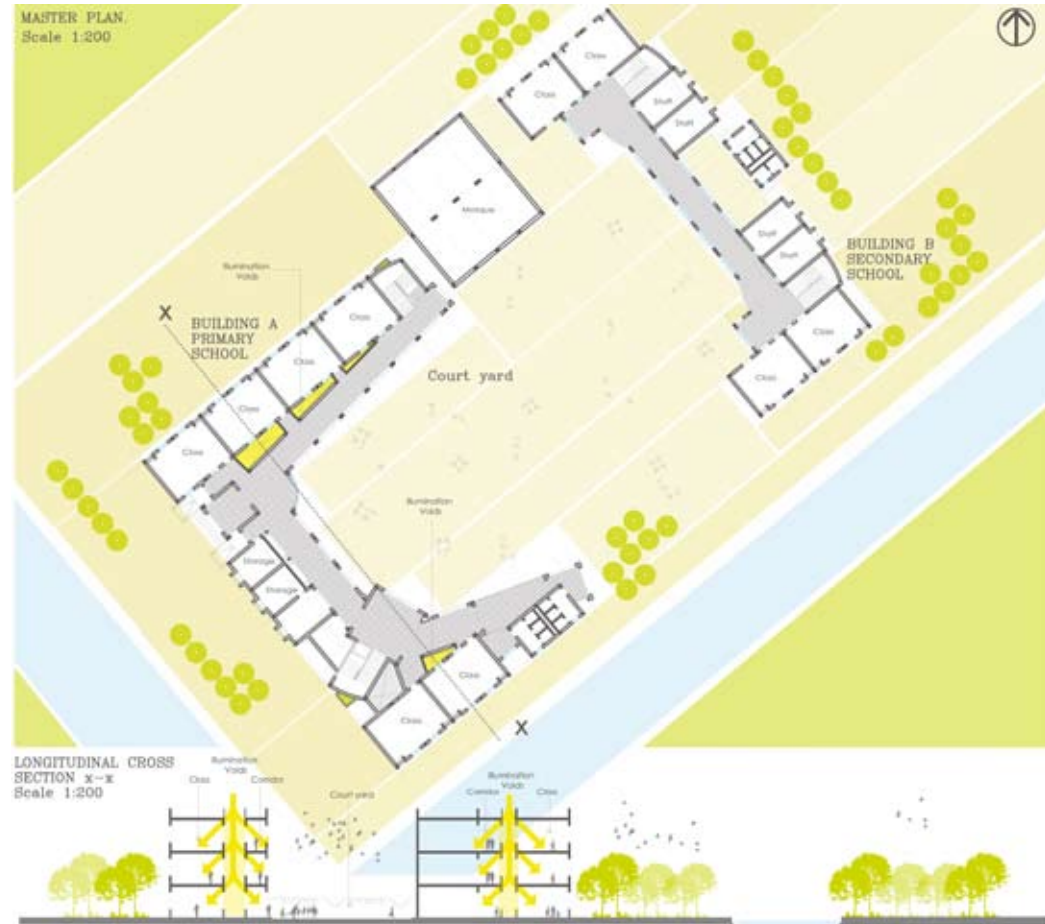 MASTER PLAN.
Scale 1:200
Class
Class
Staff
Staff
Mosque
Staff
Staff
BUILDING B
SECONDARY
SCHOOL
Illumination
Voids
X
BUILDING A
PRIMARY
SCHOOL
Class
Class
Class
Class
Court yard
Class
Class
Illumination
Voids
Storage
Storage
Class
Class
X
LONGITUDINAL CROSS
SECTION x-x
Scale 1:200
Illumination
Voids
Class
Corridor
Court yard
Illumination
Voids
Corridor
Class